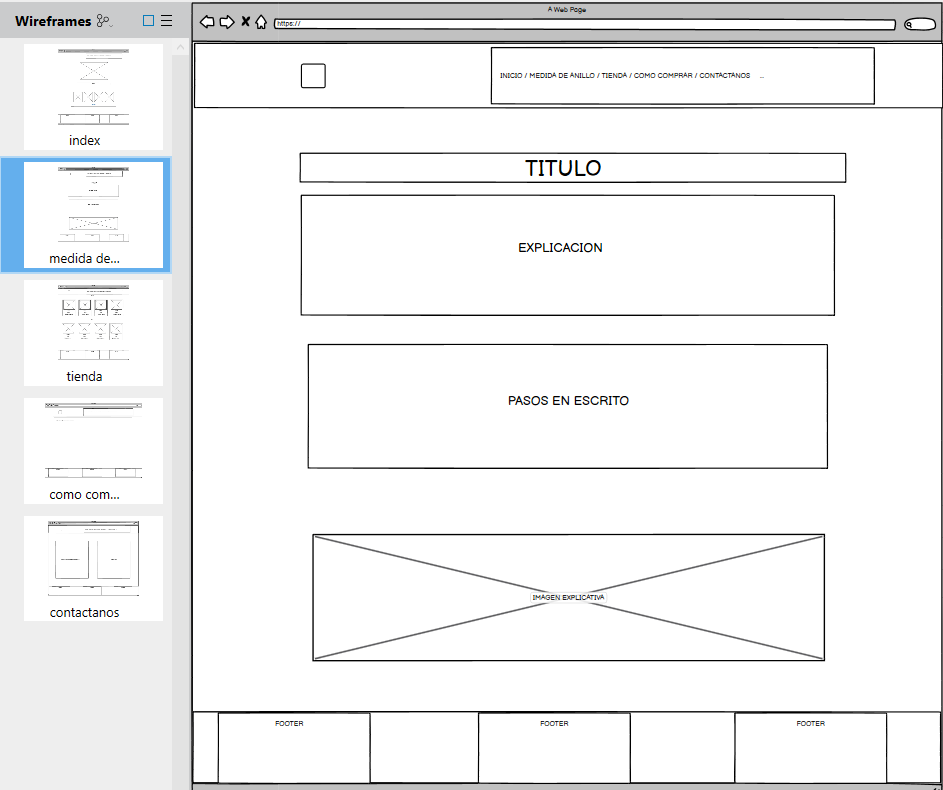 Wireframes
index
medida de...
tienda
como com...
contactanos
A Web Page
https://
INICIO / MEDIDA DE ANILLO / TIENDA / COMO COMPRAR / CONTACTANOS ...
TITULO
EXPLICACION
PASOS EN ESCRITO
IMAGEN EXPLICATIVA
FOOTER FOOTER FOOTER